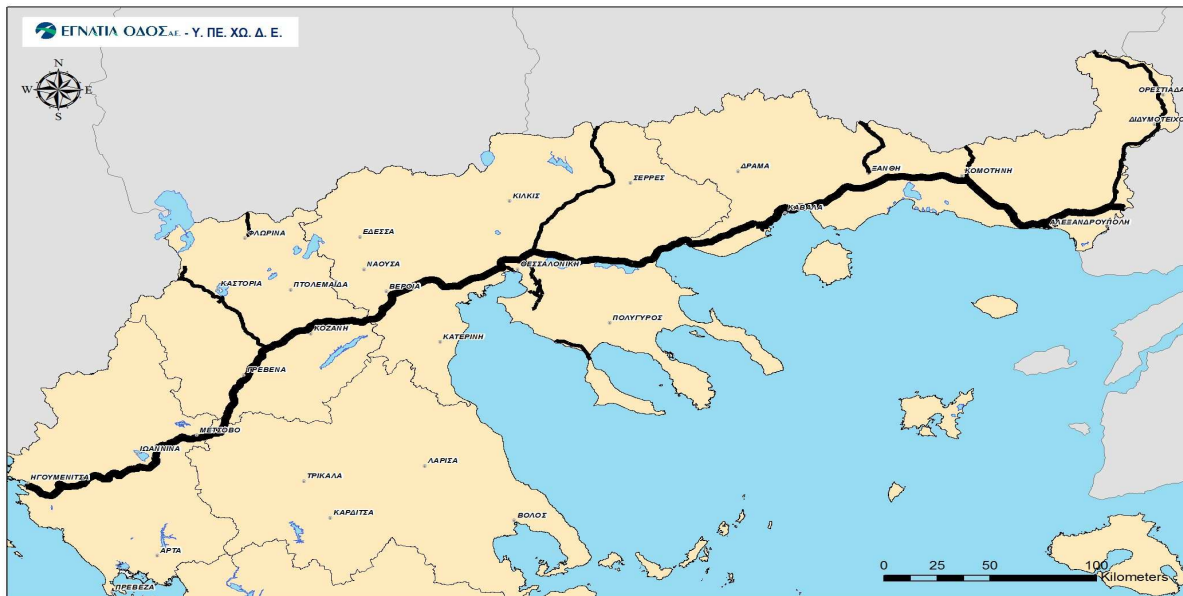 ΕΓΝΑΤΙΑ ΟΔΟΣ Α.Ε. - Υ. ΠΕ. ΧΩ. Δ. Ε.
N
W E
S
ΟΡΕΣΤΙΑΔΑ
ΔΙΔΥΜΟΤΕΙΧΟ
ΔΡΑΜΑ
ΞΑΝΘΗ
ΚΟΜΟΤΗΝΗ
ΣΕΡΡΕΣ
ΚΙΛΚΙΣ
ΚΑΒΑΛΑ
ΑΛΕΞΑΝΔΡΟΥΠΟΛΗ
ΦΛΩΡΙΝΑ
ΕΔΕΣΣΑ
ΝΑΟΥΣΑ
ΘΕΣΣΑΛΟΝΙΚΗ
ΚΑΣΤΟΡΙΑ
ΠΤΟΛΕΜΑΙΔΑ
ΒΕΡΟΙΑ
ΠΟΛΥΓΥΡΟΣ
ΚΟΖΑΝΗ
ΚΑΤΕΡΙΝΗ
ΓΡΕΒΕΝΑ
ΜΕΤΣΟΒΟ
ΙΩΑΝΝΙΝΑ
ΛΑΡΙΣΑ
ΗΓΟΥΜΕΝΙΤΣΑ
ΤΡΙΚΑΛΑ
ΚΑΡΔΙΤΣΑ
ΒΟΛΟΣ
ΑΡΤΑ
ΠΡΕΒΕΖΑ
0 25 50 100
Kilometers